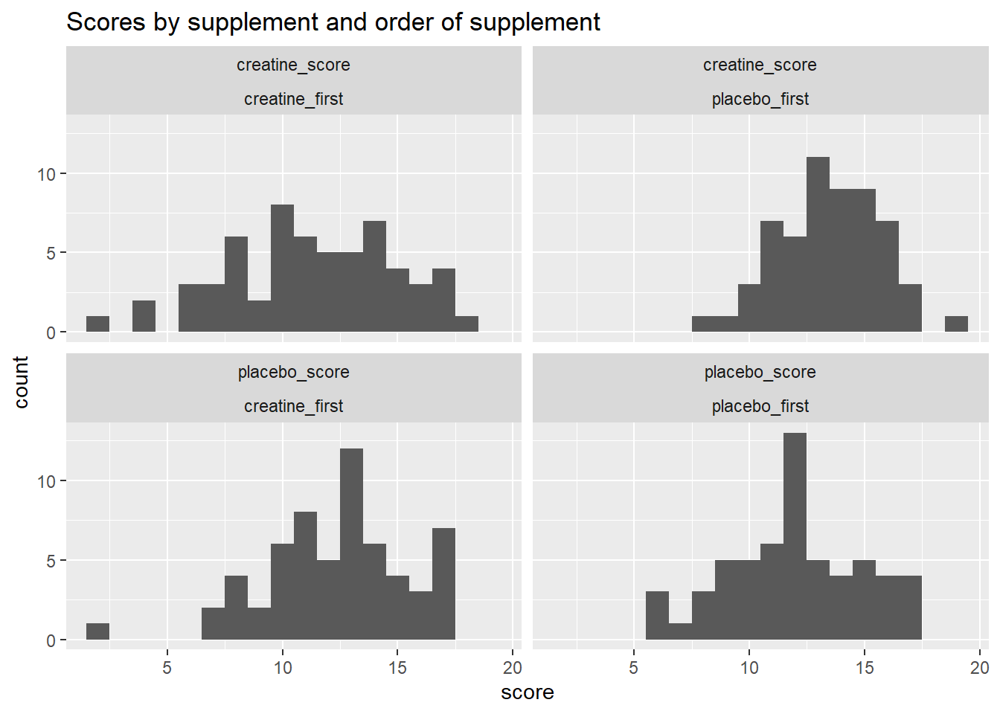 Scores by supplement and order of supplement
creatine_score
creatine_first
creatine_score
placebo_first
10
5
0
placebo_score
creatine_first
placebo_score
placebo_first
10
5
0
count
5
10
15
20
5
10
15
20
score